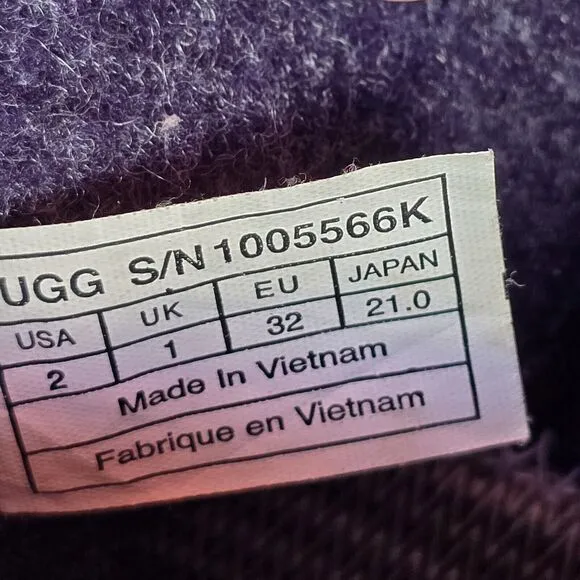 UGG S/N 1005566K
USA UK EU JAPAN
2 1 32 21.0
Made In Vietnam
Fabrique en Vietnam